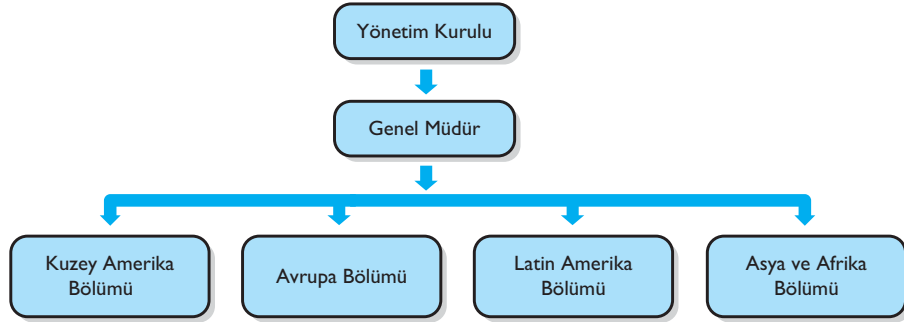 Yönetim Kurulu
Genel Müdür
Kuzey Amerika
Bölümü
Avrupa Bölümü
Latin Amerika
Bölümü
Asya ve Afrika
Bölümü